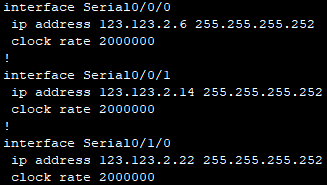 interface Serial0/0/0
 ip address 123.123.2.6 255.255.255.252
 clock rate 2000000
!
interface Serial0/0/1
 ip address 123.123.2.14 255.255.255.252
 clock rate 2000000
!
interface Serial0/1/0
 ip address 123.123.2.22 255.255.255.252
 clock rate 2000000